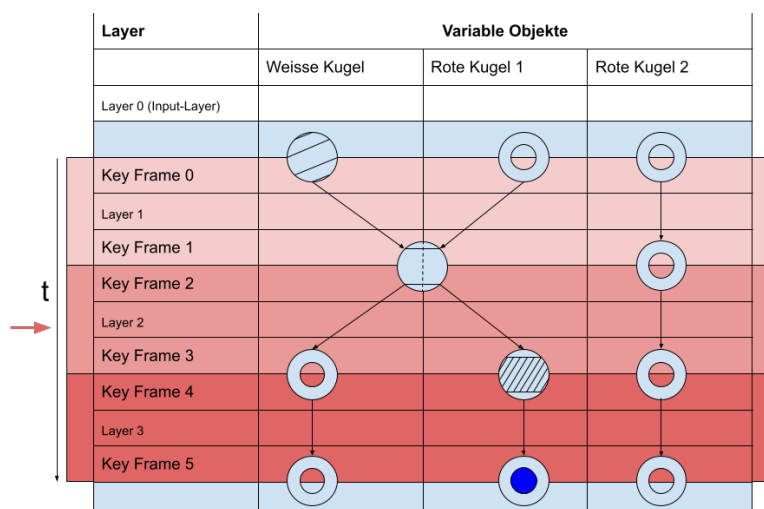 Layer Variable Objekte
Weisse Kugel Rote Kugel 1 Rote Kugel 2
Layer 0 (Input-Layer)
Key Frame 0
Layer 1
Key Frame 1
Key Frame 2
t
Layer 2
Key Frame 3
Key Frame 4
Layer 3
Key Frame 5